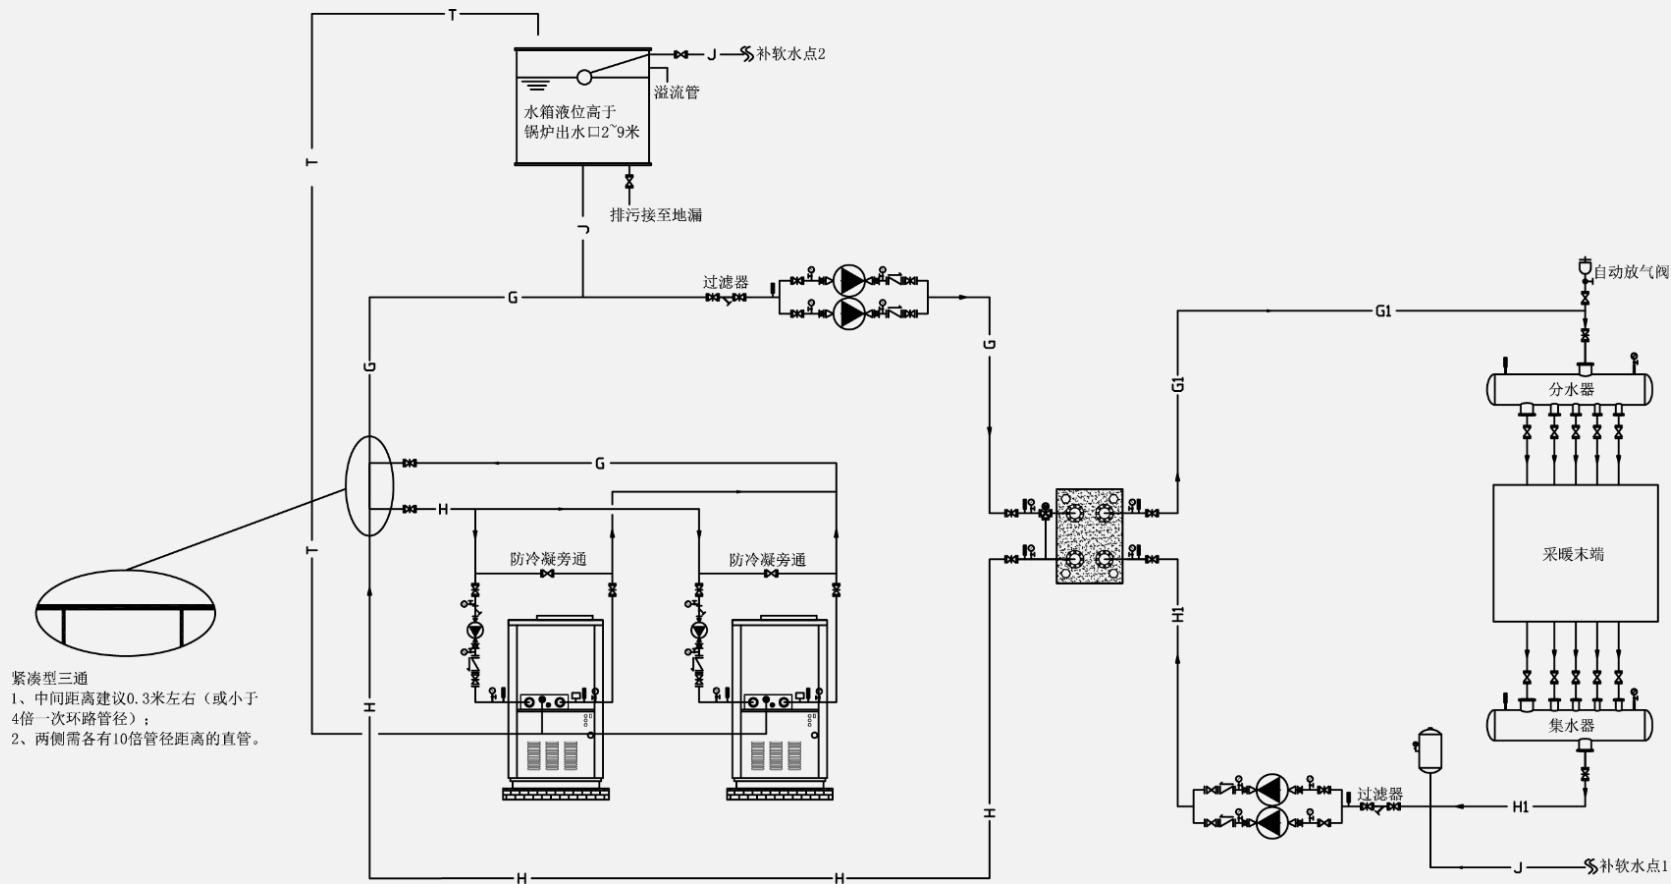 T
J
补软水点2
溢流管
水箱液位高于
锅炉出水口2~9米
T
排污接至地漏
J
自动放气阀
过滤器
G
G1
G
G
G1
分水器
G
H
T
防冷凝旁通
防冷凝旁通
采暖末端
H1
紧凑型三通
1、中间距离建议0.3米左右（或小于
4倍一次环路管径）；
2、两侧需各有10倍管径距离的直管。
H
集水器
过滤器
H1
H
J
补软水点1
H
H